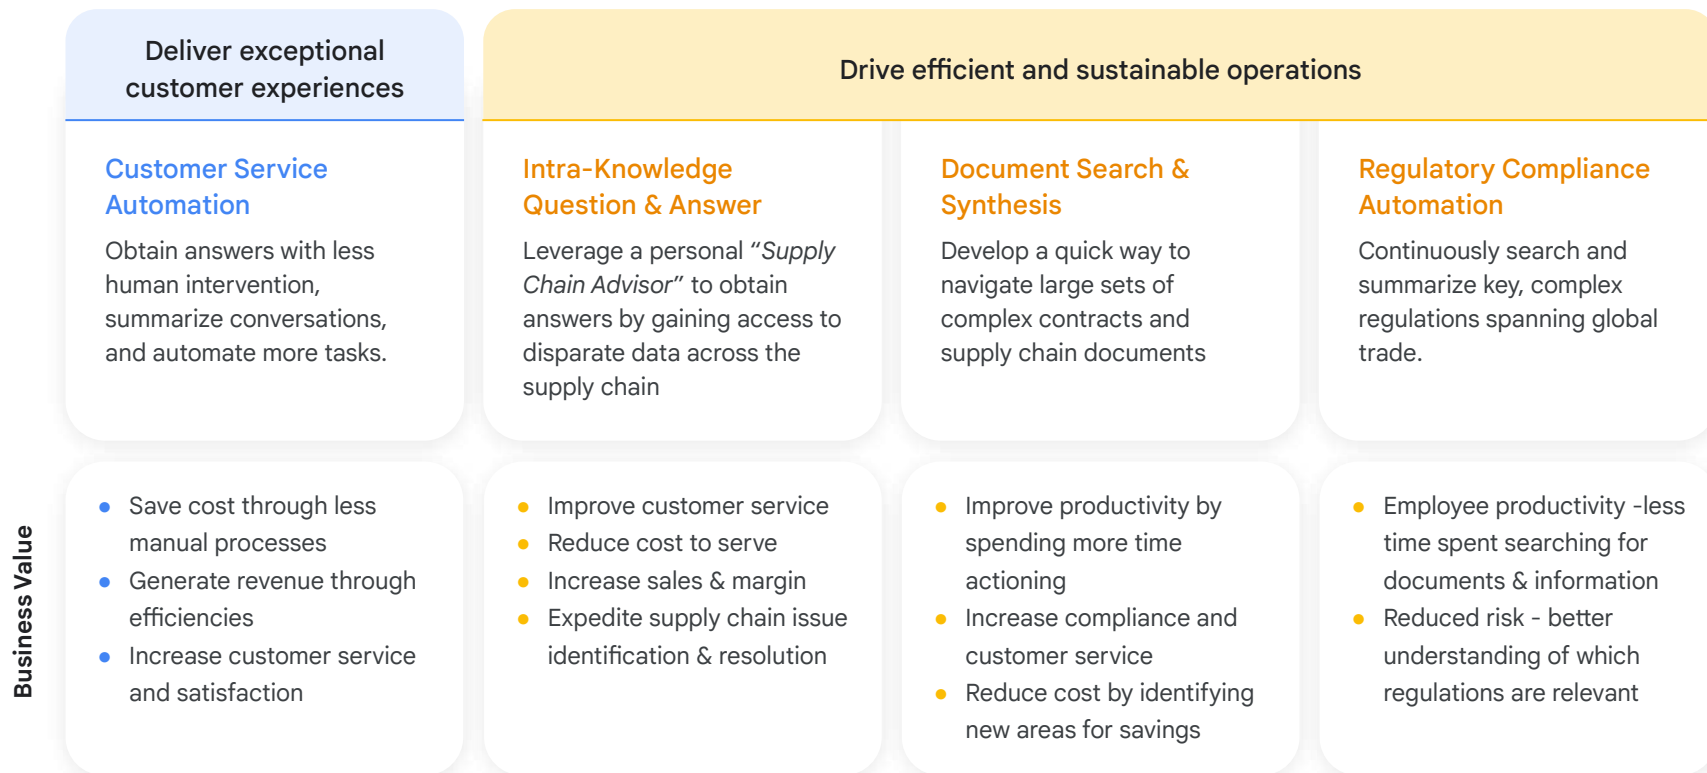 Deliver exceptional
customer experiences
Drive efficient and sustainable operations
Customer Service
Automation
Obtain answers with less
human intervention,
summarize conversations,
and automate more tasks.
Intra-Knowledge
Question & Answer
Leverage a personal “Supply
Chain Advisor” to obtain
answers by gaining access to
disparate data across the
supply chain
Document Search &
Synthesis
Develop a quick way to
navigate large sets of
complex contracts and
supply chain documents
Regulatory Compliance
Automation
Continuously search and
summarize key, complex
regulations spanning global
trade.
Business Value
● Save cost through less
manual processes
● Generate revenue through
efficiencies
● Increase customer service
and satisfaction
● Improve customer service
● Reduce cost to serve
● Increase sales & margin
● Expedite supply chain issue
identification & resolution
● Improve productivity by
spending more time
actioning
● Increase compliance and
customer service
● Reduce cost by identifying
new areas for savings
● Employee productivity -less
time spent searching for
documents & information
● Reduced risk - better
understanding of which
regulations are relevant